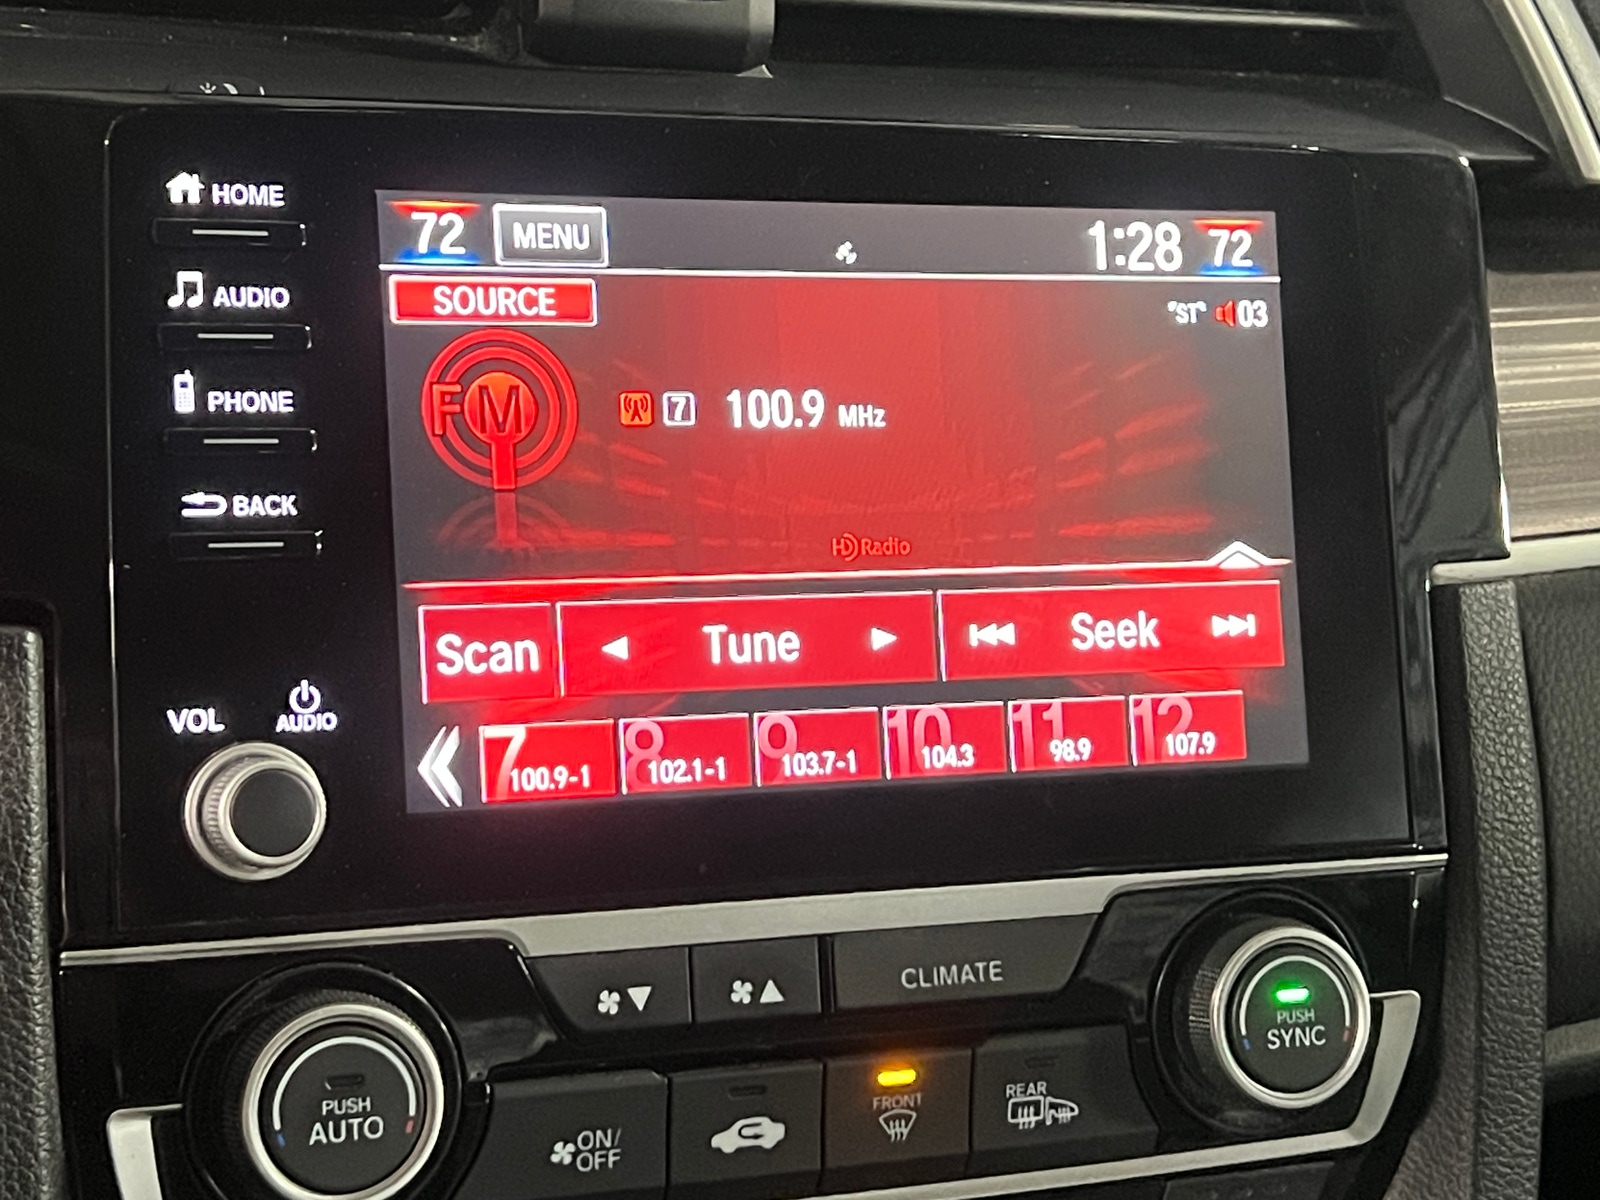 HOME
AUDIO
PHONE
BACK
VOL
AUDIO
72 MENU 1:28 72
SOURCE
"ST" 03
FM
7 100.9 MHz
HD Radio
Scan Tune Seek
7 100.9-1
8 102.1-1
9 103.7-1
10 104.3
11 98.9
12 107.9
CLIMATE
PUSH
AUTO
ON/
OFF
FRONT
REAR
PUSH
SYNC